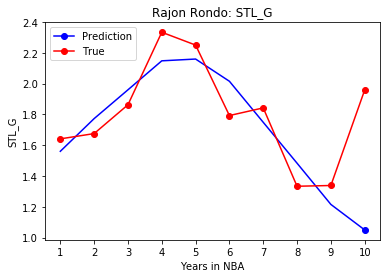 Rajon Rondo: STL_G
Prediction
True
STL_G
2.4
2.2
2.0
1.8
1.6
1.4
1.2
1.0
1 2 3 4 5 6 7 8 9 10
Years in NBA